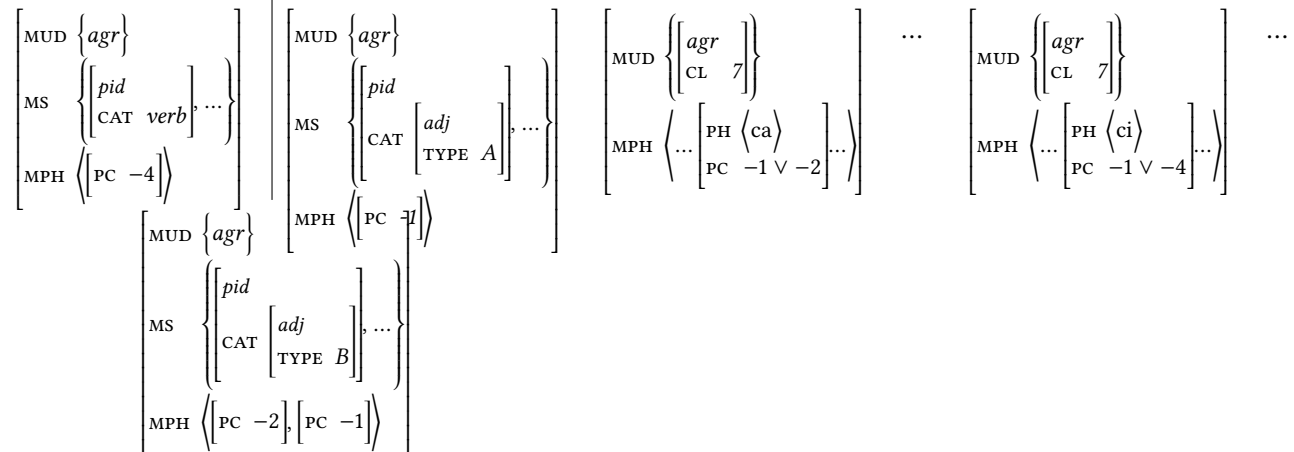 MUD {agr}
MS {[pid
CAT verb], …}
MPH ⟨[PC −4]⟩
MUD {agr}
MS {[pid
CAT [adj
TYPE A]], …}
MPH ⟨[PC −1]⟩
MUD {[agr
CL 7]}
MPH ⟨… [PH ⟨ca⟩
PC −1 ∨ −2] …⟩
…
MUD {[agr
CL 7]}
MPH ⟨… [PH ⟨ci⟩
PC −1 ∨ −4] …⟩
…
MUD {agr}
MS {[pid
CAT [adj
TYPE B]], …}
MPH ⟨[PC −2], [PC −1]⟩